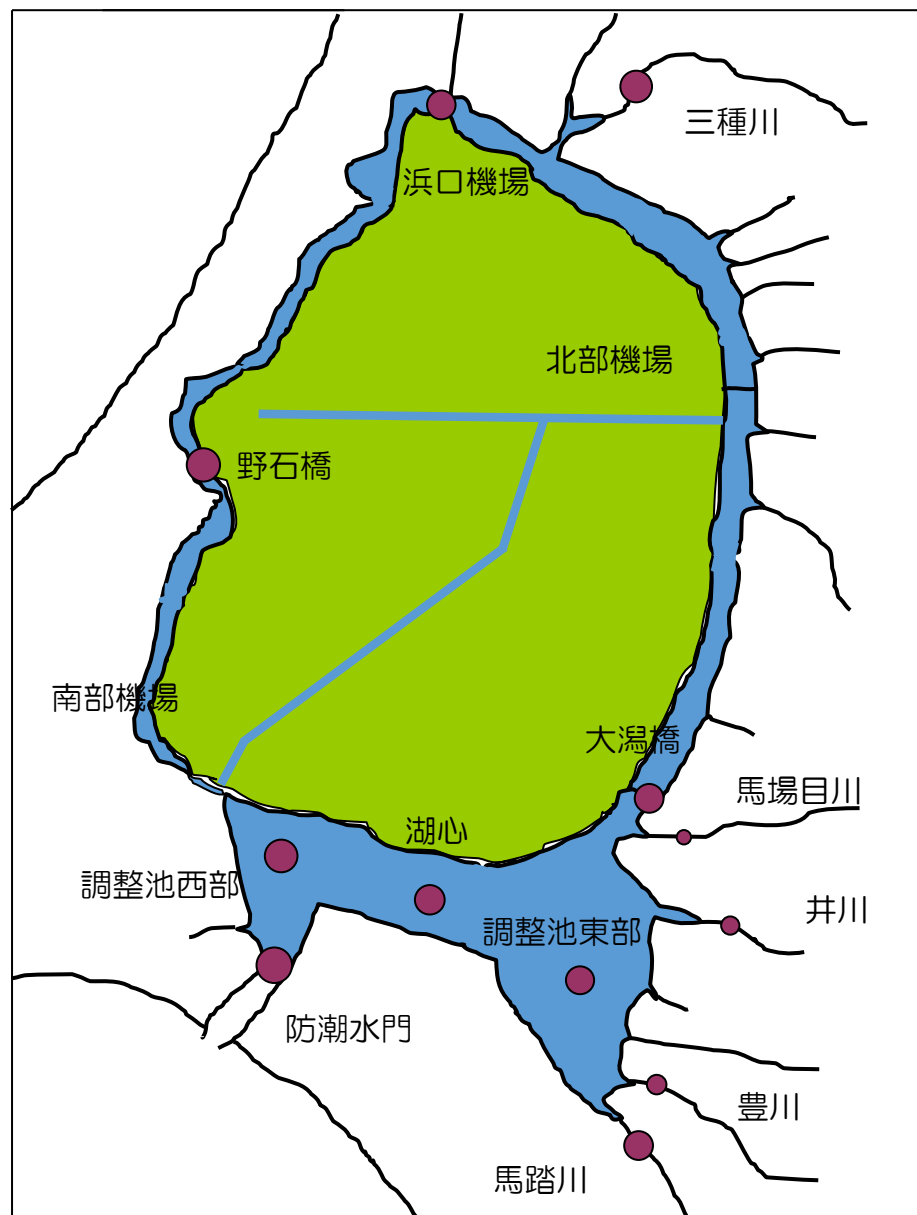 三種川
浜口機場
北部機場
野石橋
南部機場
大潟橋
馬場目川
湖心
調整池西部
井川
調整池東部
防潮水門
豊川
馬踏川